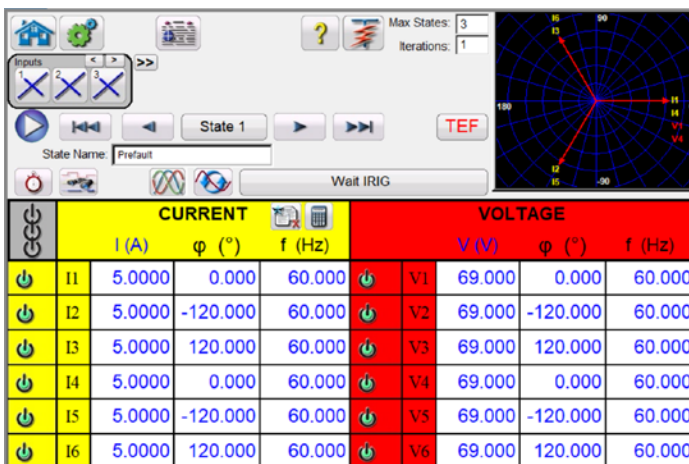 Max States: 3
Iterations: 1
Inputs < > >>
1 2 3
State 1
TEF
State Name: Prefault
Wait IRIG
I6 90
I3
180
I1
I4
V1
V4
I2
I5 -90
CURRENT VOLTAGE
I (A) φ (°) f (Hz) V (V) φ (°) f (Hz)
I1 5.0000 0.000 60.000 V1 69.000 0.000 60.000
I2 5.0000 -120.000 60.000 V2 69.000 -120.000 60.000
I3 5.0000 120.000 60.000 V3 69.000 120.000 60.000
I4 5.0000 0.000 60.000 V4 69.000 0.000 60.000
I5 5.0000 -120.000 60.000 V5 69.000 -120.000 60.000
I6 5.0000 120.000 60.000 V6 69.000 120.000 60.000